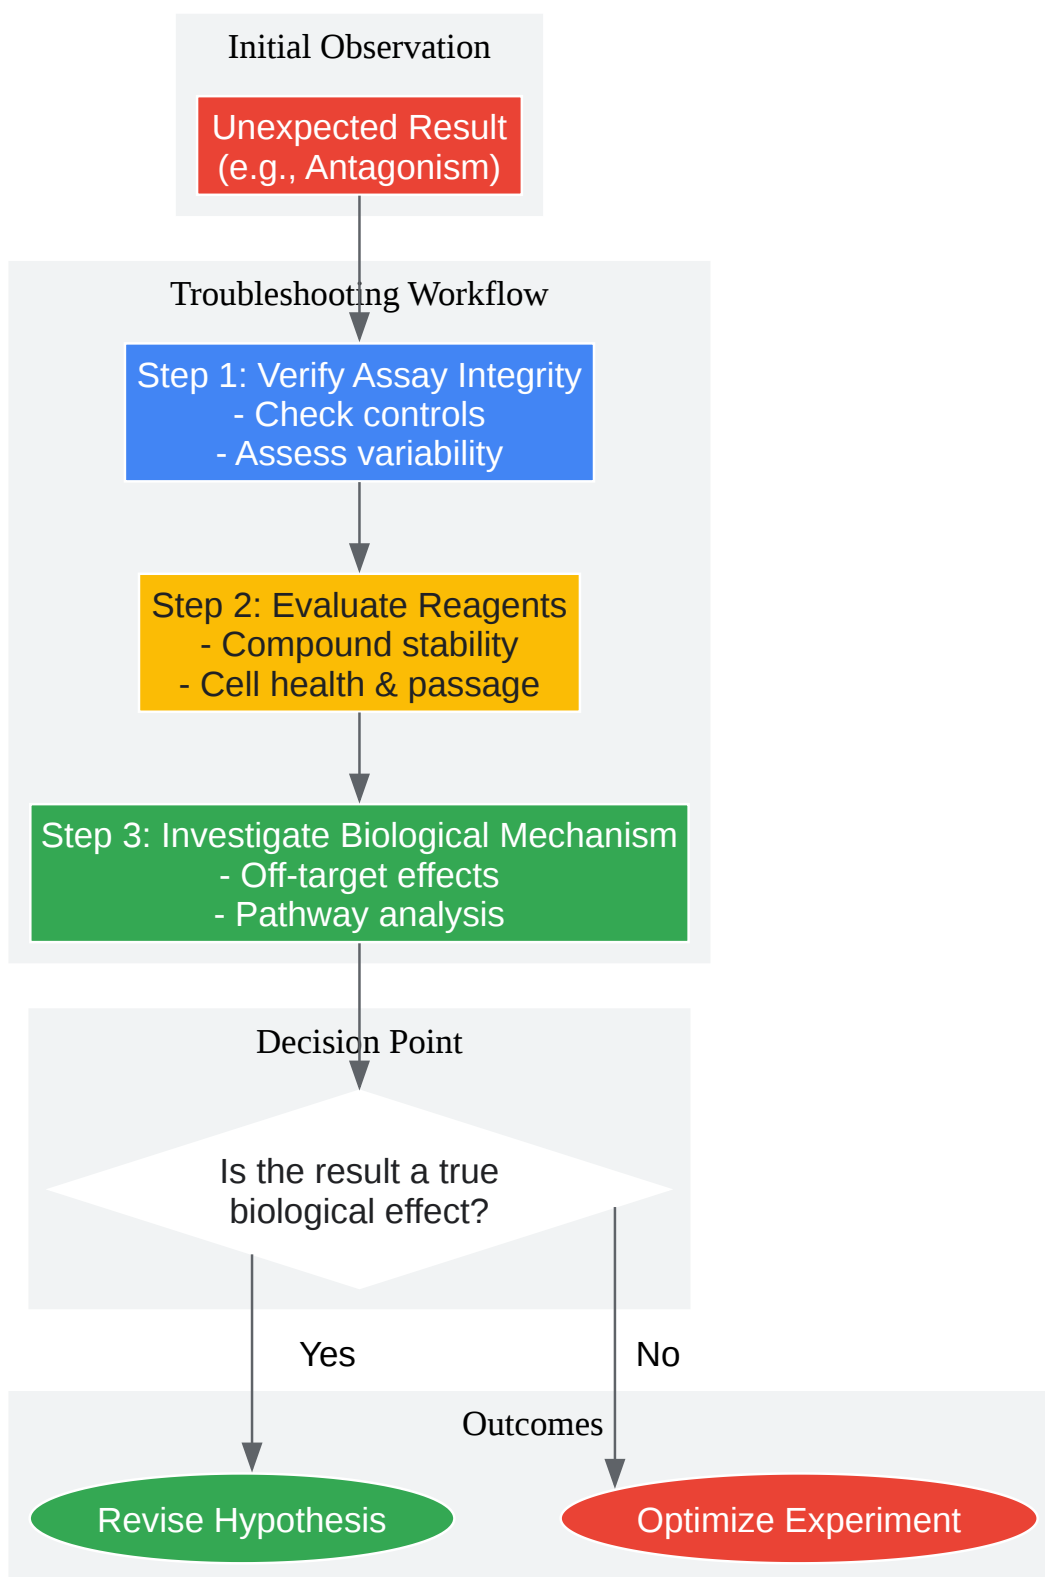 Initial Observation
Unexpected Result
(e.g., Antagonism)
Troubleshooting Workflow
Step 1: Verify Assay Integrity
- Check controls
- Assess variability
Step 2: Evaluate Reagents
- Compound stability
- Cell health & passage
Step 3: Investigate Biological Mechanism
- Off-target effects
- Pathway analysis
Decision Point
Is the result a true
biological effect?
Yes
No
Outcomes
Revise Hypothesis
Optimize Experiment